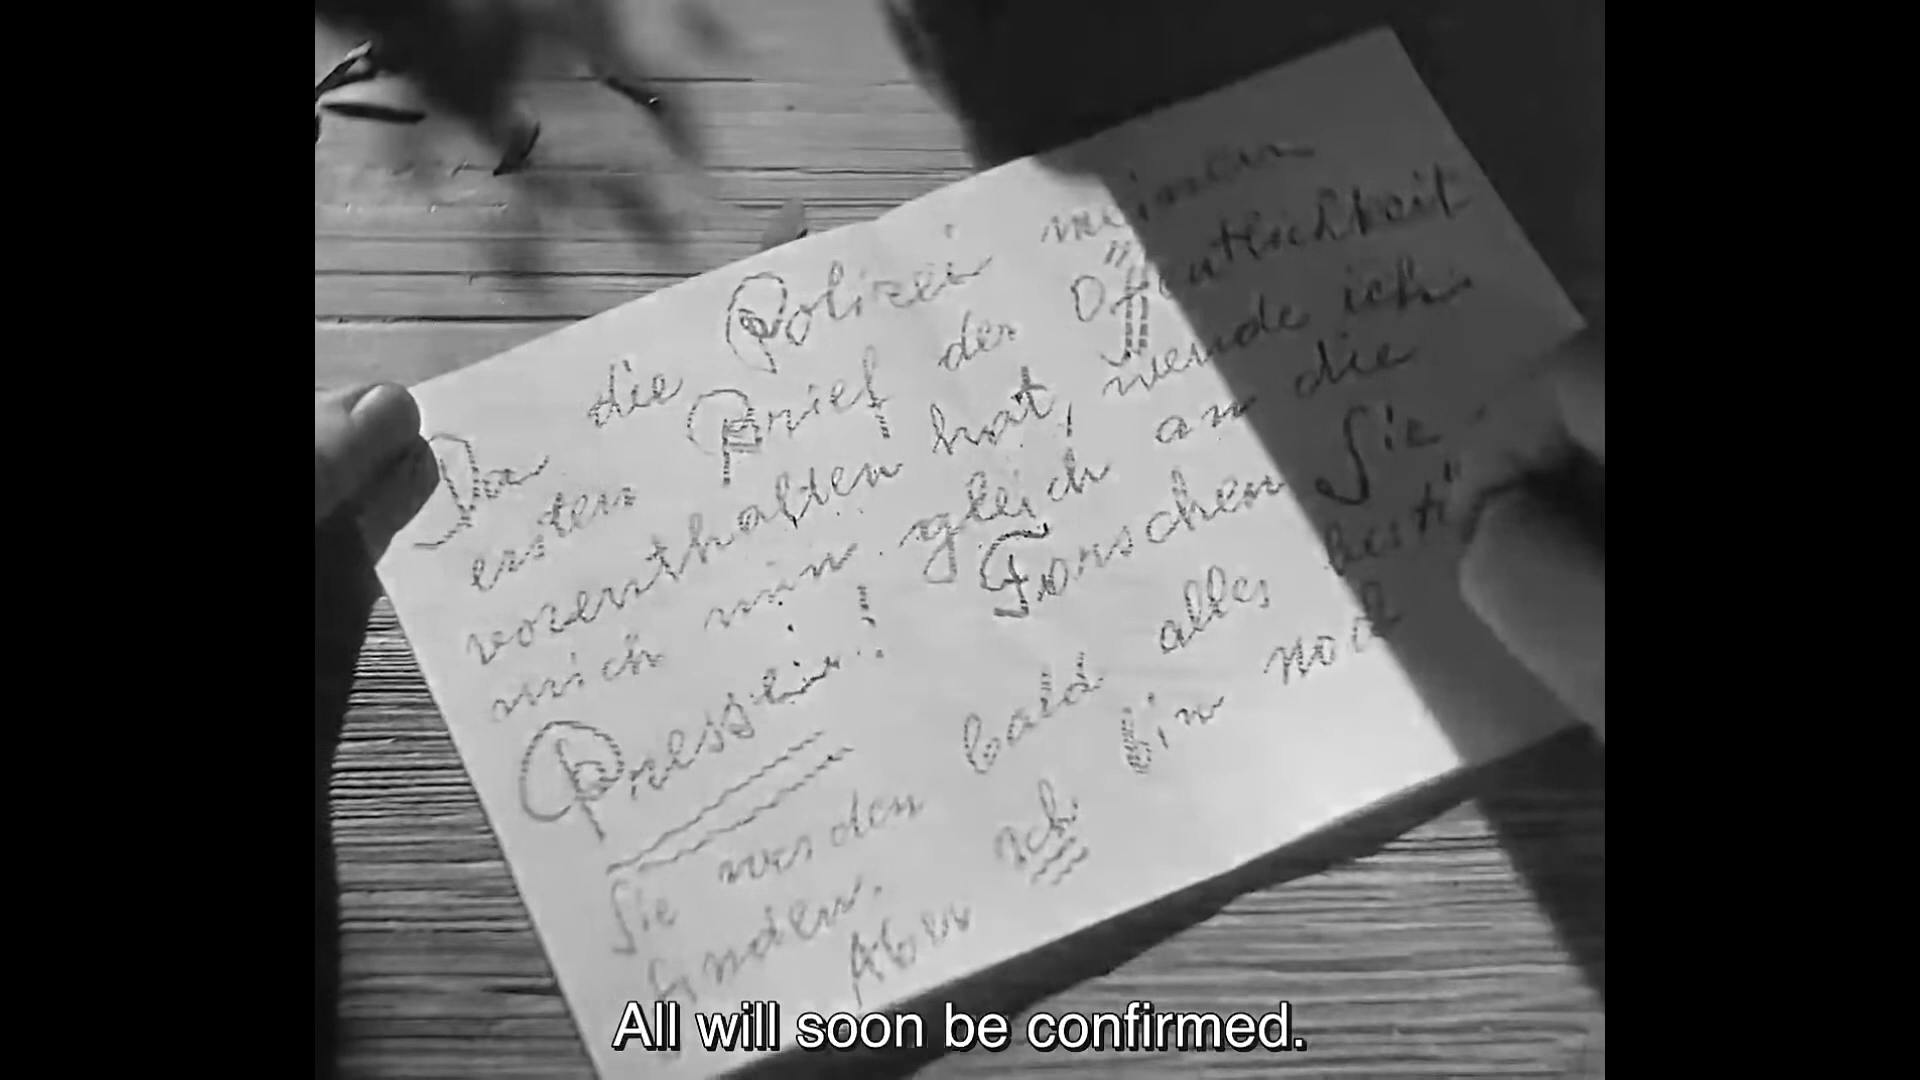 Da die Polizei meinen
ersten Brief der Öffentlichkeit
vorenthalten hat, wende ich
mich nun gleich an die
Presse! Forschen Sie
Sie werden bald alles bestä
finden. Aber ich bin noch
All will soon be confirmed.